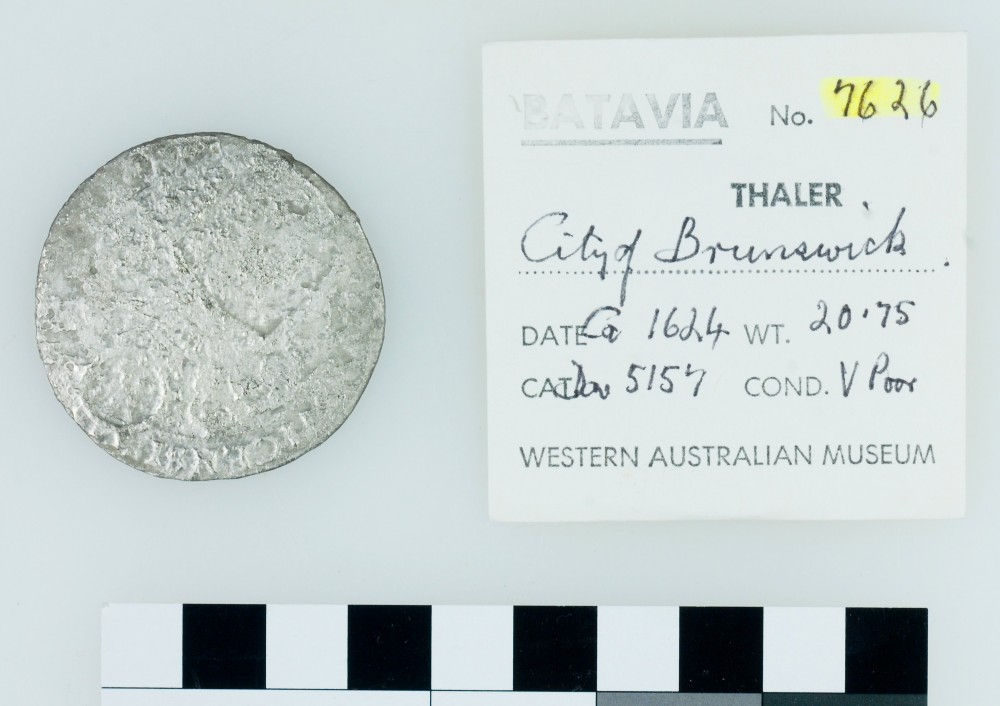 BATAVIA No. 7626
THALER.
City of Brunswick.
DATE Ca 1624 WT. 20.75
CAT. Dav 5157 COND. V Poor
WESTERN AUSTRALIAN MUSEUM